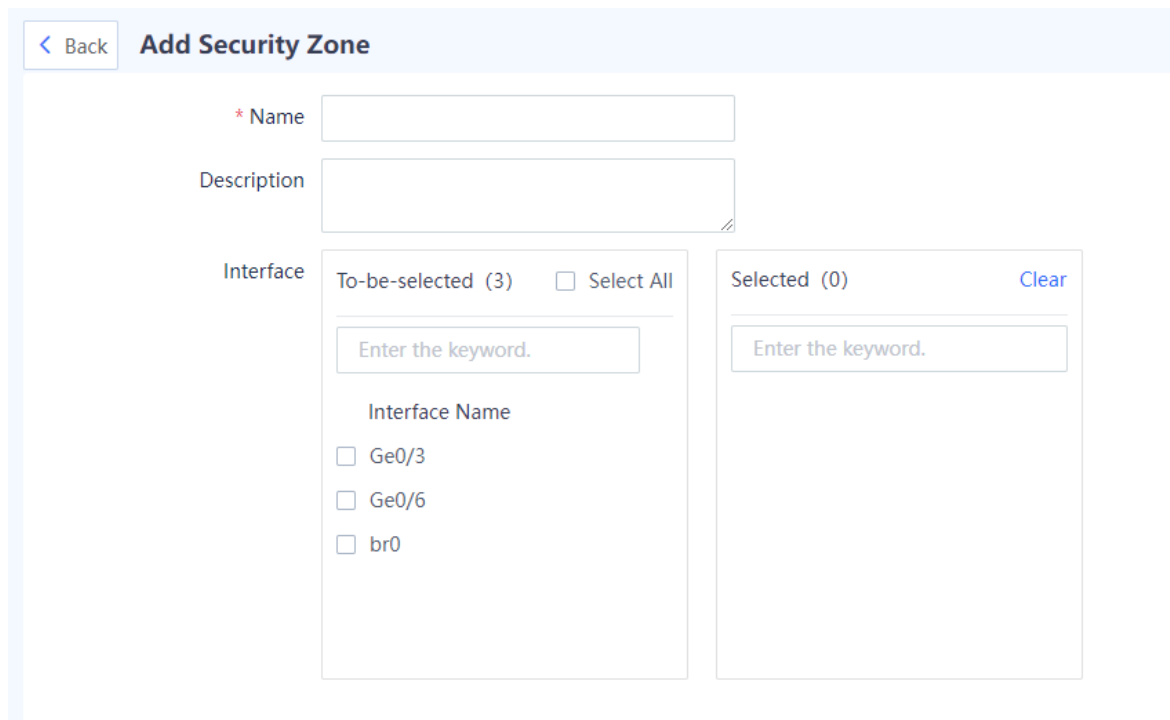 Back Add Security Zone
* Name
Description
Interface
To-be-selected (3) Select All Selected (0) Clear
Enter the keyword. Enter the keyword.
Interface Name
Ge0/3
Ge0/6
br0